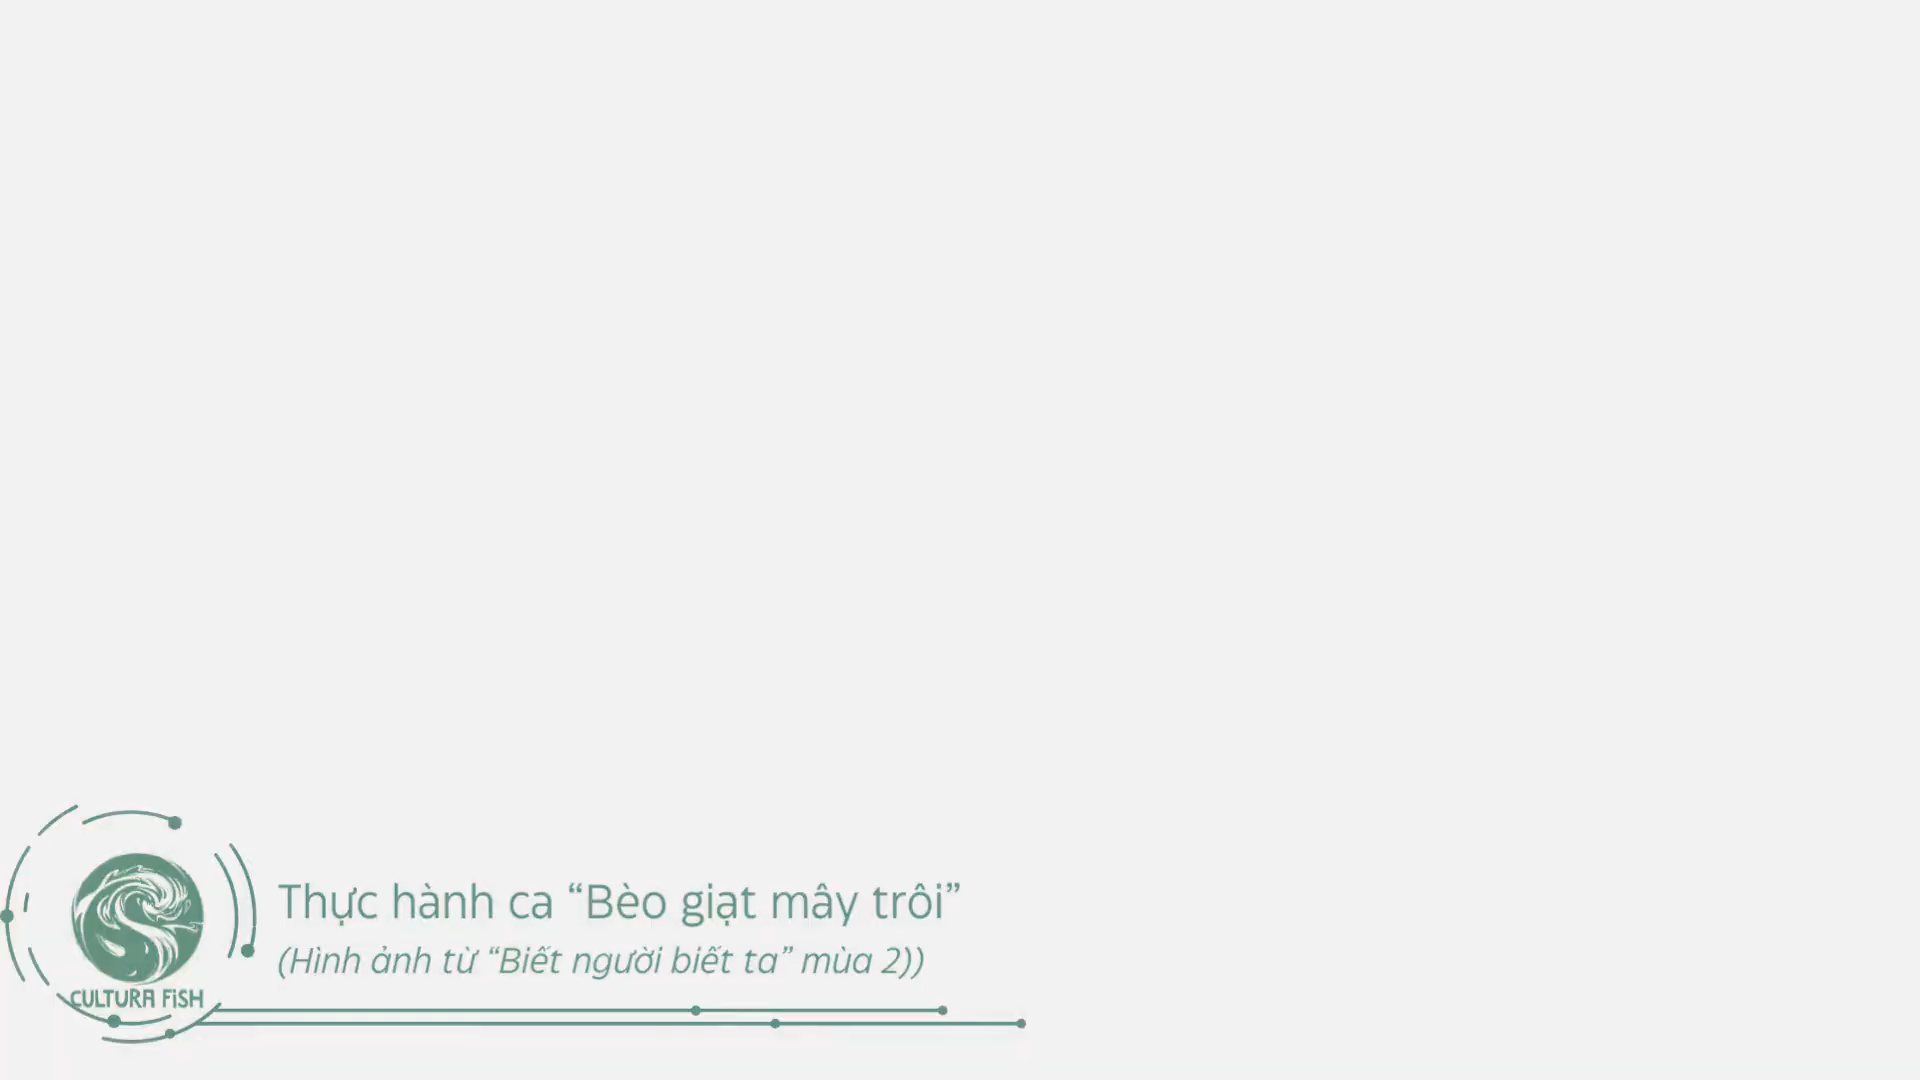 Thực hành ca “Bèo giạt mây trôi”
(Hình ảnh từ “Biết người biết ta” mùa 2))
CULTURA FiSH